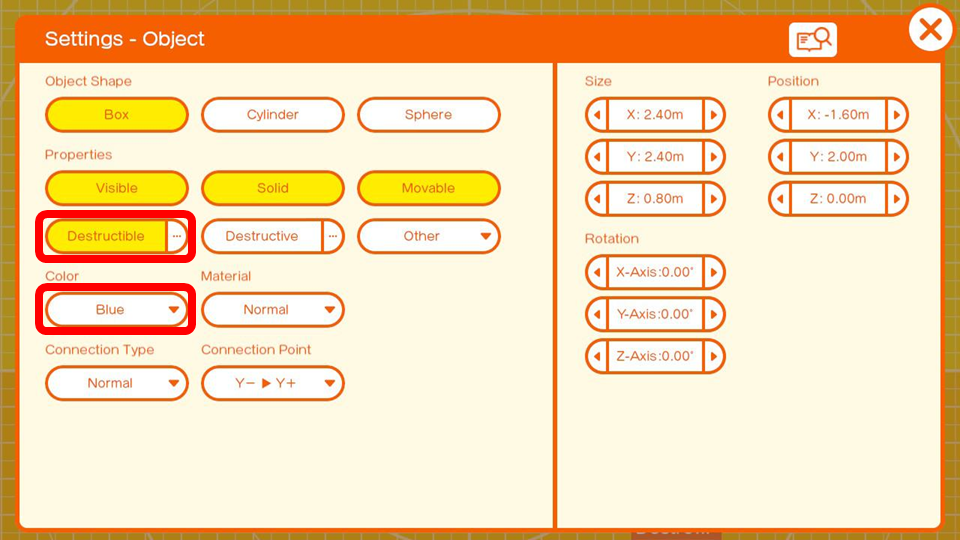 Settings - Object
Object Shape
Box Cylinder Sphere
Properties
Visible Solid Movable
Destructible ... Destructive ... Other
Color Material
Blue Normal
Connection Type Connection Point
Normal Y− ▶ Y+
Size Position
X: 2.40m X: -1.60m
Y: 2.40m Y: 2.00m
Z: 0.80m Z: 0.00m
Rotation
X-Axis:0.00°
Y-Axis:0.00°
Z-Axis:0.00°